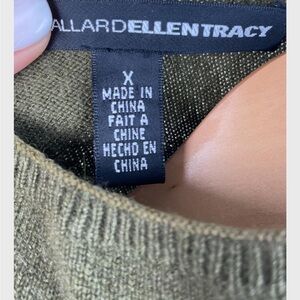 ALLARDELLENTRACY
X
MADE IN
CHINA
FAIT A
CHINE
HECHO EN
CHINA